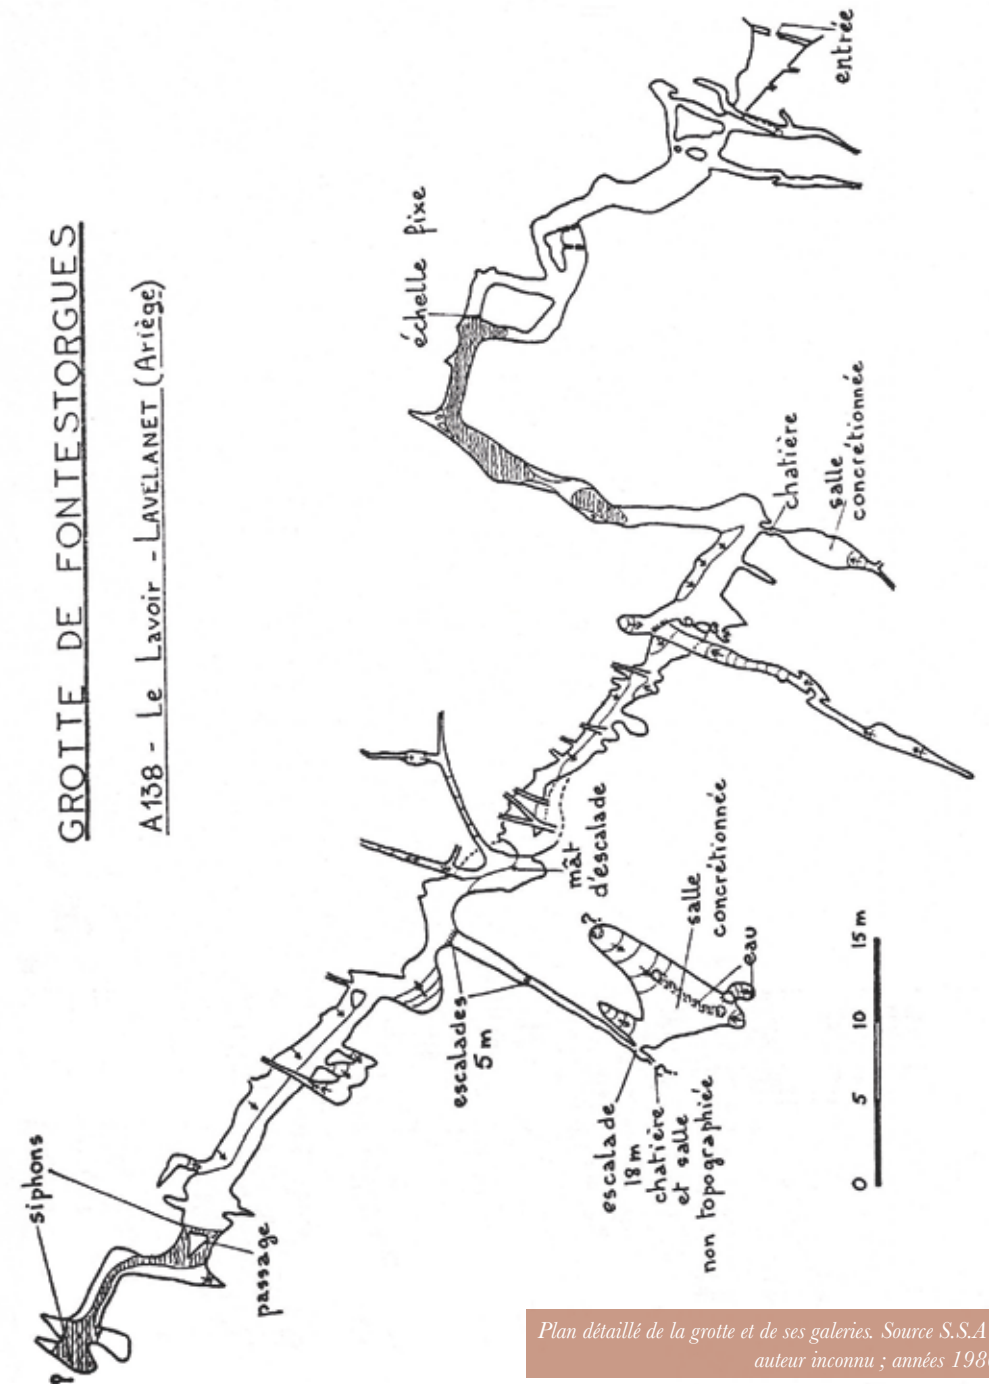 GROTTE DE FONTESTORGUES
A138 - Le Lavoir - LAVELANET (Ariège)
entrée
échelle fixe
chatière
salle
concrétionnée
mât
d'escalade
?
salle
concrétionnée
eau
escalades
5 m
escalade
18 m
chatière ?
et salle
non topographiée
siphons
passage
?
0 5 10 15 m
Plan détaillé de la grotte et de ses galeries. Source S.S.A
auteur inconnu ; années